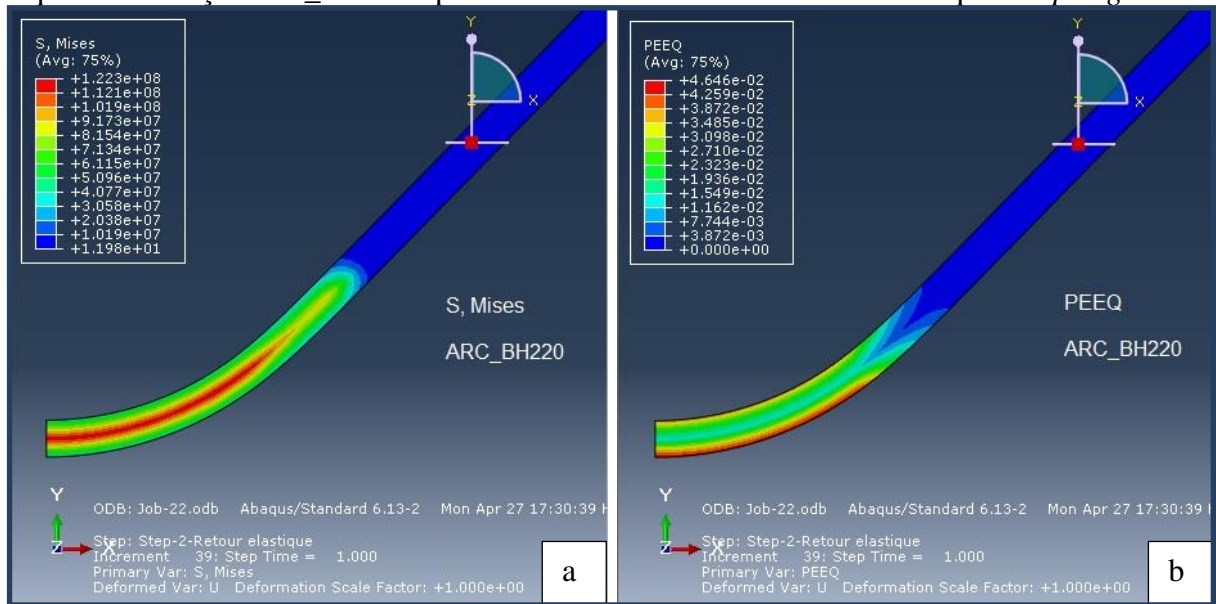 S, Mises
(Avg: 75%)
+1.223e+08
+1.121e+08
+1.019e+08
+9.173e+07
+8.154e+07
+7.134e+07
+6.115e+07
+5.096e+07
+4.077e+07
+3.058e+07
+2.038e+07
+1.019e+07
+1.198e+01
Y
Z
X
S, Mises
ARC_BH220
Y
Z
X
ODB: Job-22.odb Abaqus/Standard 6.13-2 Mon Apr 27 17:30:39
Step: Step-2-Retour elastique
Increment 39: Step Time = 1.000
Primary Var: S, Mises
Deformed Var: U Deformation Scale Factor: +1.000e+00
a
PEEQ
(Avg: 75%)
+4.646e-02
+4.259e-02
+3.872e-02
+3.485e-02
+3.098e-02
+2.710e-02
+2.323e-02
+1.936e-02
+1.549e-02
+1.162e-02
+7.744e-03
+3.872e-03
+0.000e+00
Y
Z
X
PEEQ
ARC_BH220
Y
Z
X
ODB: Job-22.odb Abaqus/Standard 6.13-2 Mon Apr 27 17:30:39
Step: Step-2-Retour elastique
Increment 39: Step Time = 1.000
Primary Var: PEEQ
Deformed Var: U Deformation Scale Factor: +1.000e+00
b